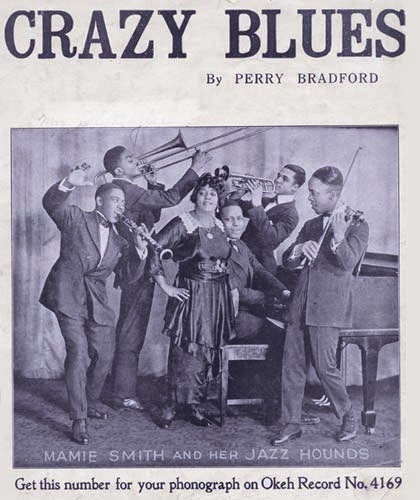 CRAZY BLUES
By PERRY BRADFORD
MAMIE SMITH AND HER JAZZ HOUNDS
Get this number for your phonograph on Okeh Record No. 4169